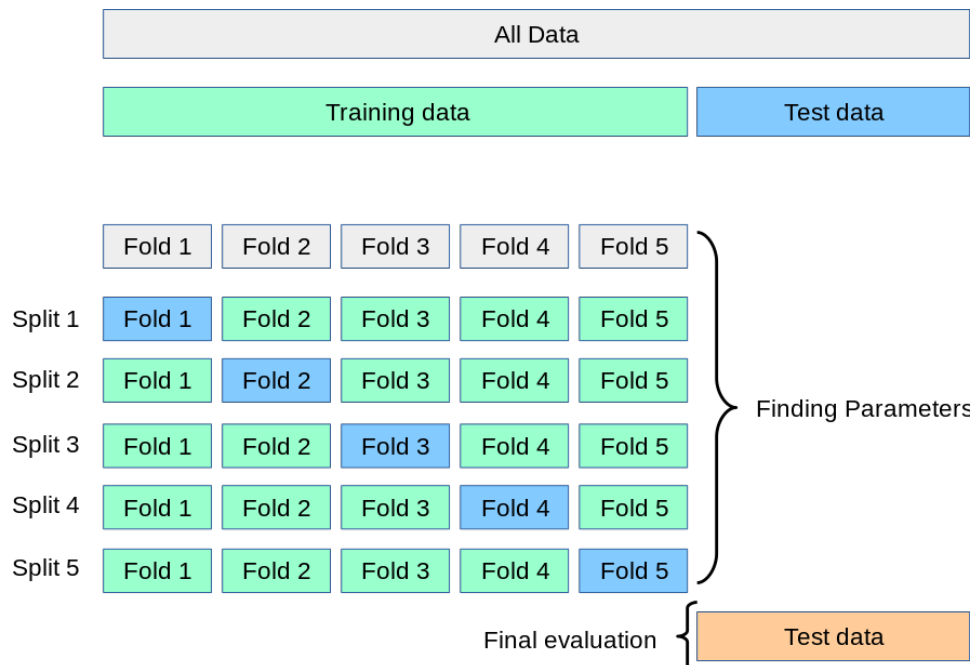 All Data
Training data Test data
Fold 1 Fold 2 Fold 3 Fold 4 Fold 5
Split 1 Fold 1 Fold 2 Fold 3 Fold 4 Fold 5
Split 2 Fold 1 Fold 2 Fold 3 Fold 4 Fold 5
Finding Parameters
Split 3 Fold 1 Fold 2 Fold 3 Fold 4 Fold 5
Split 4 Fold 1 Fold 2 Fold 3 Fold 4 Fold 5
Split 5 Fold 1 Fold 2 Fold 3 Fold 4 Fold 5
Final evaluation Test data